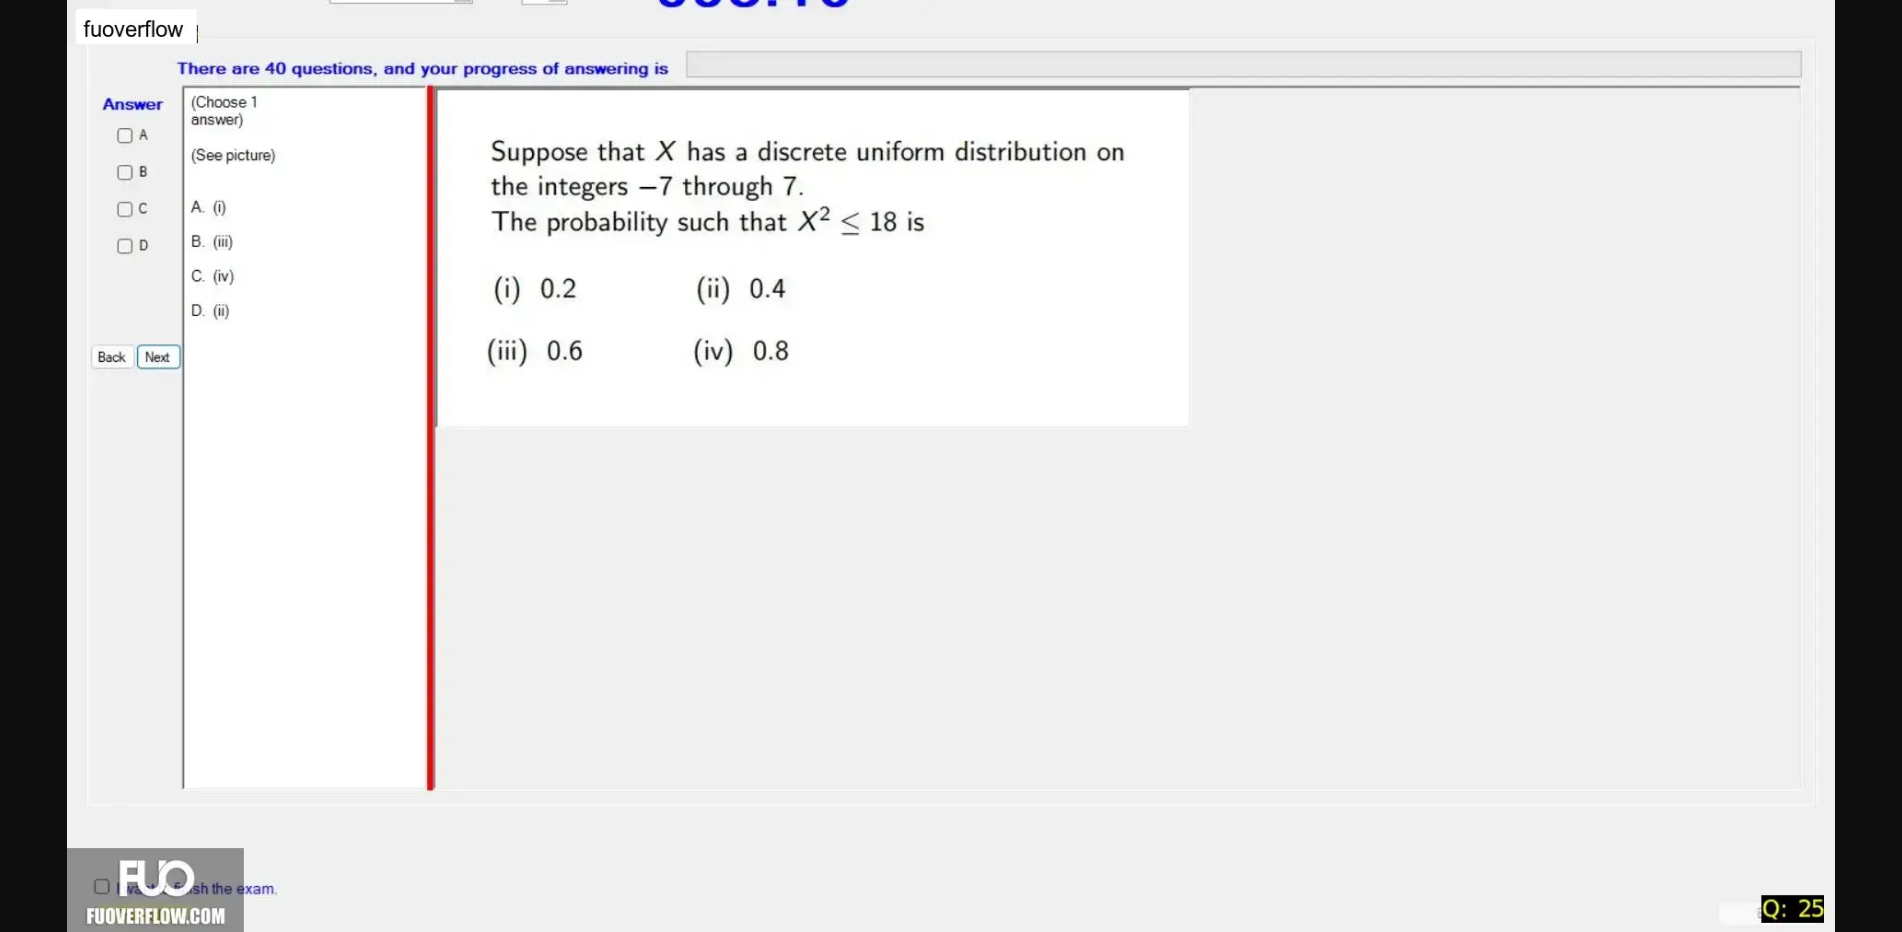 fuoverflow
There are 40 questions, and your progress of answering is
Answer
A
B
C
D
Back
Next
(Choose 1
answer)
(See picture)
A. (i)
B. (iii)
C. (iv)
D. (ii)
Suppose that X has a discrete uniform distribution on
the integers −7 through 7.
The probability such that X² ≤ 18 is
(i) 0.2 (ii) 0.4
(iii) 0.6 (iv) 0.8
FUO
sh the exam.
FUOVERFLOW.COM
Q: 25